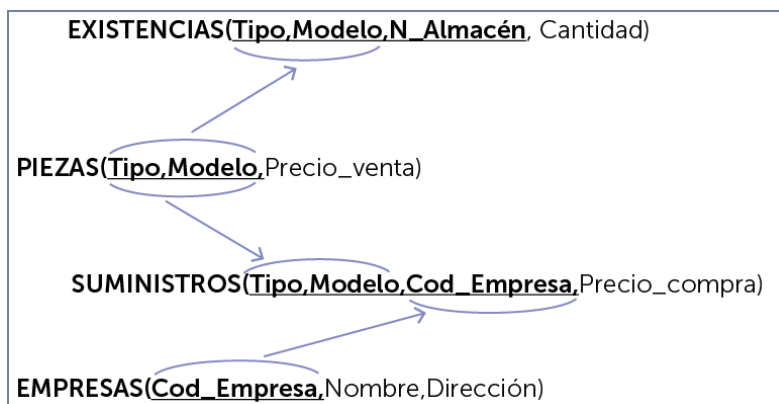 EXISTENCIAS(Tipo,Modelo,N_Almacén, Cantidad)
PIEZAS(Tipo,Modelo,Precio_venta)
SUMINISTROS(Tipo,Modelo,Cod_Empresa,Precio_compra)
EMPRESAS(Cod_Empresa,Nombre,Dirección)